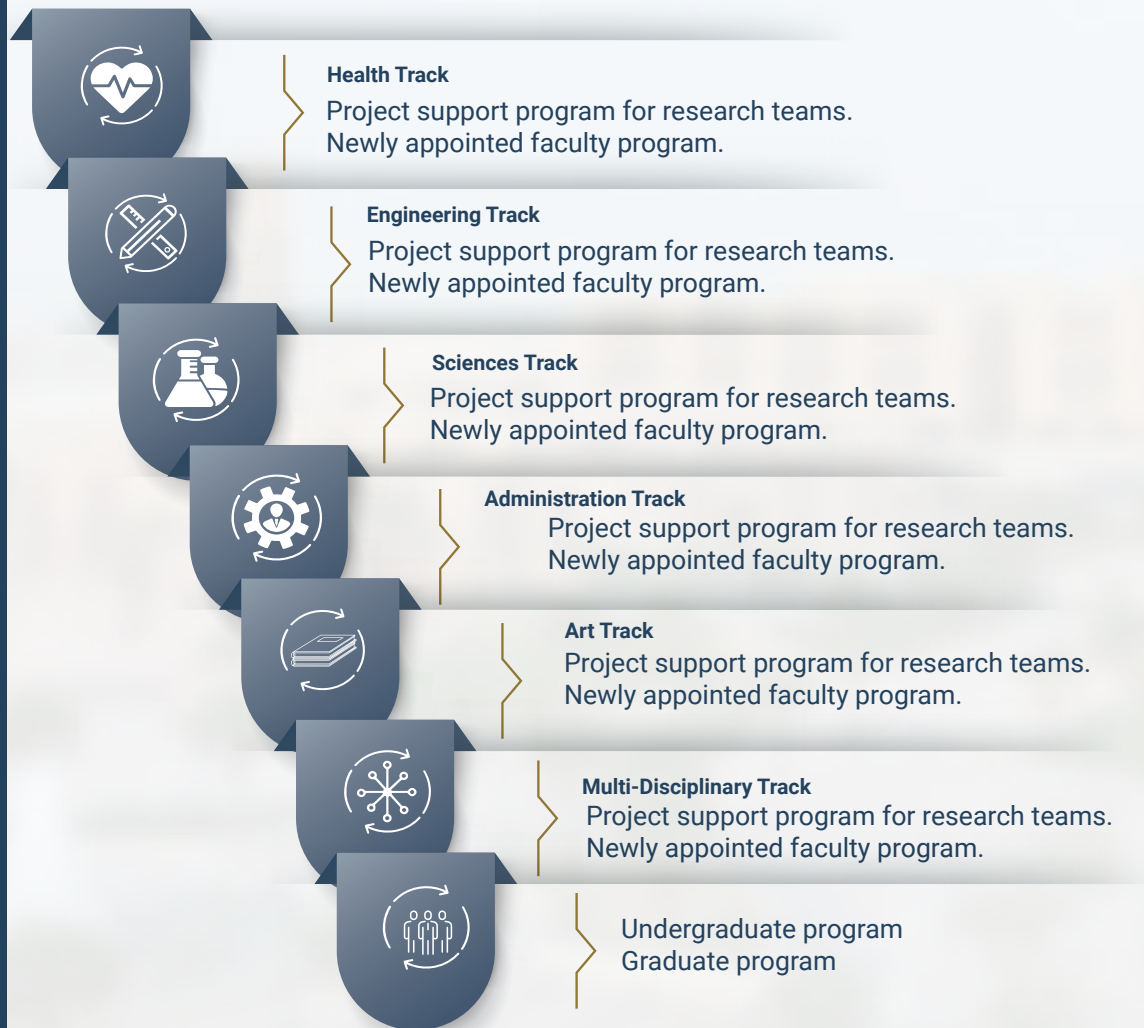 Health Track
Project support program for research teams.
Newly appointed faculty program.
Engineering Track
Project support program for research teams.
Newly appointed faculty program.
Sciences Track
Project support program for research teams.
Newly appointed faculty program.
Administration Track
Project support program for research teams.
Newly appointed faculty program.
Art Track
Project support program for research teams.
Newly appointed faculty program.
Multi-Disciplinary Track
Project support program for research teams.
Newly appointed faculty program.
Undergraduate program
Graduate program